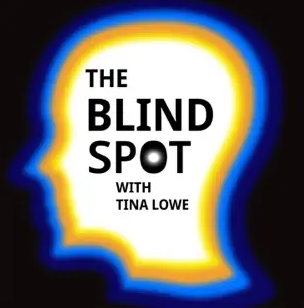 THE
BLIND
SPOT
WITH
TINA LOWE